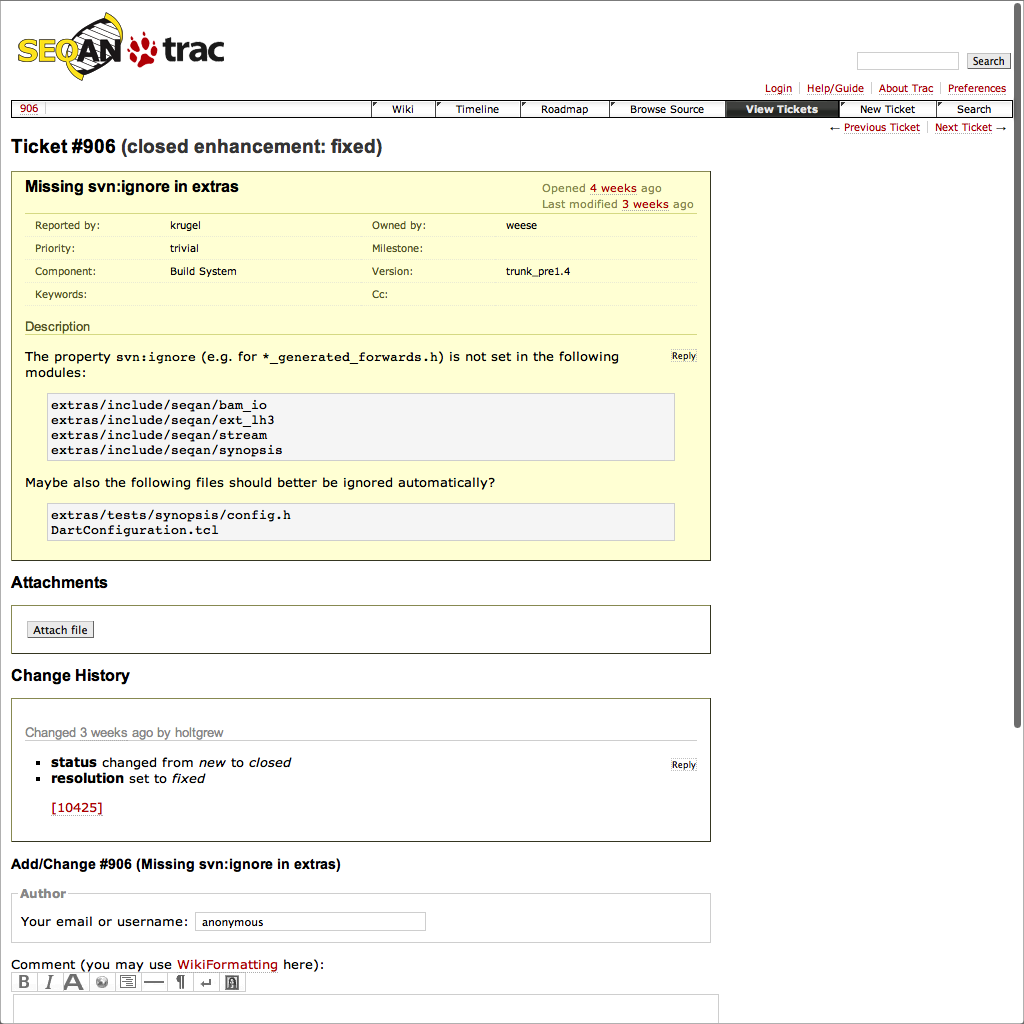 SEQAN trac
Search
Login Help/Guide About Trac Preferences
906 Wiki Timeline Roadmap Browse Source View Tickets New Ticket Search
← Previous Ticket Next Ticket →
Ticket #906 (closed enhancement: fixed)
Missing svn:ignore in extras
Opened 4 weeks ago
Last modified 3 weeks ago
Reported by: krugel Owned by: weese
Priority: trivial Milestone:
Component: Build System Version: trunk_pre1.4
Keywords: Cc:
Description
The property svn:ignore (e.g. for *_generated_forwards.h) is not set in the following
modules:
Reply
extras/include/seqan/bam_io
extras/include/seqan/ext_lh3
extras/include/seqan/stream
extras/include/seqan/synopsis
Maybe also the following files should better be ignored automatically?
extras/tests/synopsis/config.h
DartConfiguration.tcl
Attachments
Attach file
Change History
Changed 3 weeks ago by holtgrew
▪ status changed from new to closed
▪ resolution set to fixed
Reply
[10425]
Add/Change #906 (Missing svn:ignore in extras)
Author
Your email or username: anonymous
Comment (you may use WikiFormatting here):
B I A ¶ ↵